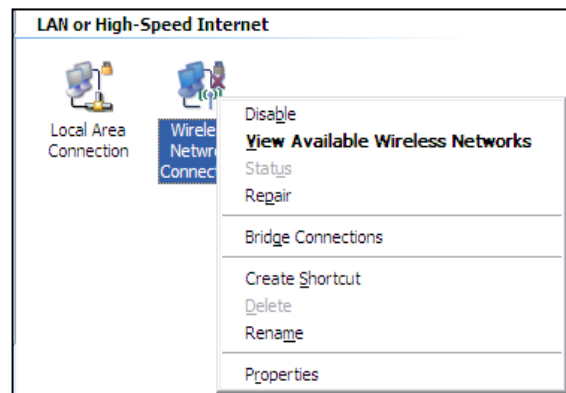 LAN or High-Speed Internet
Local Area
Connection
Wirele
Netwo
Connec
Disable
View Available Wireless Networks
Status
Repair
Bridge Connections
Create Shortcut
Delete
Rename
Properties